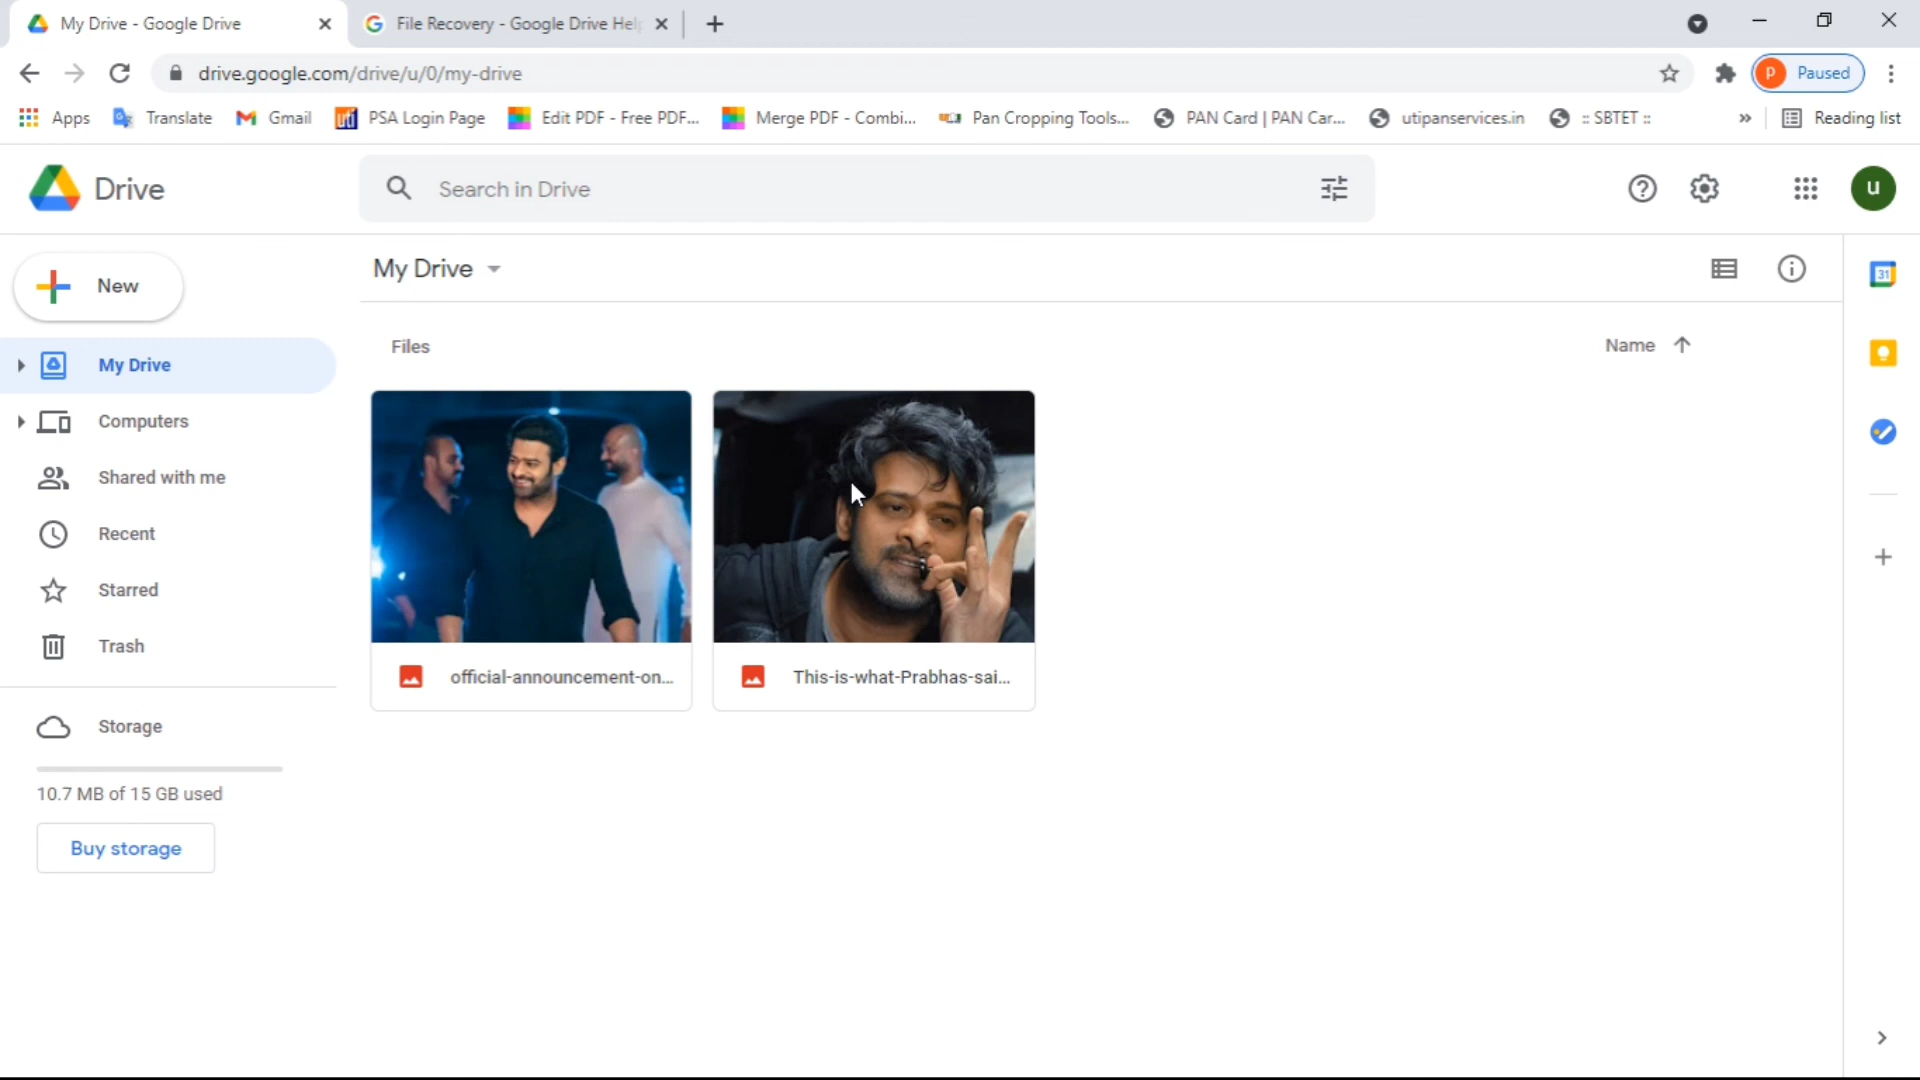 My Drive - Google Drive
File Recovery - Google Drive Hel
drive.google.com/drive/u/0/my-drive
P Paused
Apps
Translate
Gmail
uti PSA Login Page
Edit PDF - Free PDF...
Merge PDF - Combi...
Pan Cropping Tools...
PAN Card | PAN Car...
utipanservices.in
:: SBTET ::
»
Reading list
Drive
Search in Drive
u
New
My Drive
31
My Drive
Computers
Shared with me
Recent
Starred
Trash
Storage
10.7 MB of 15 GB used
Buy storage
Files
Name
official-announcement-on...
This-is-what-Prabhas-sai...